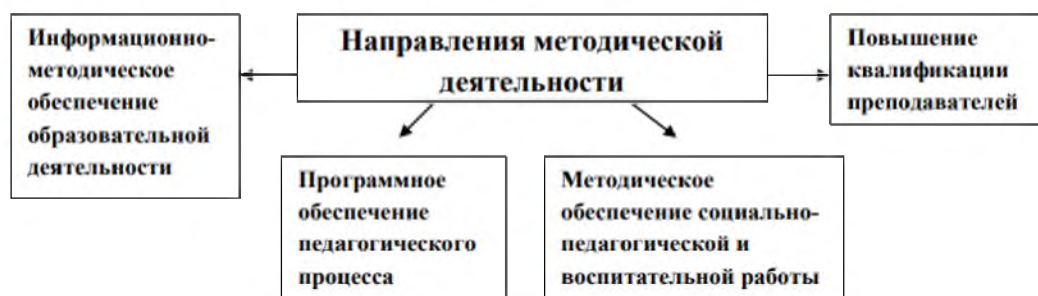 Информационно-
методическое
обеспечение
образовательной
деятельности
Направления методической
деятельности
Повышение
квалификации
преподавателей
Программное
обеспечение
педагогического
процесса
Методическое
обеспечение социально-
педагогической и
воспитательной работы